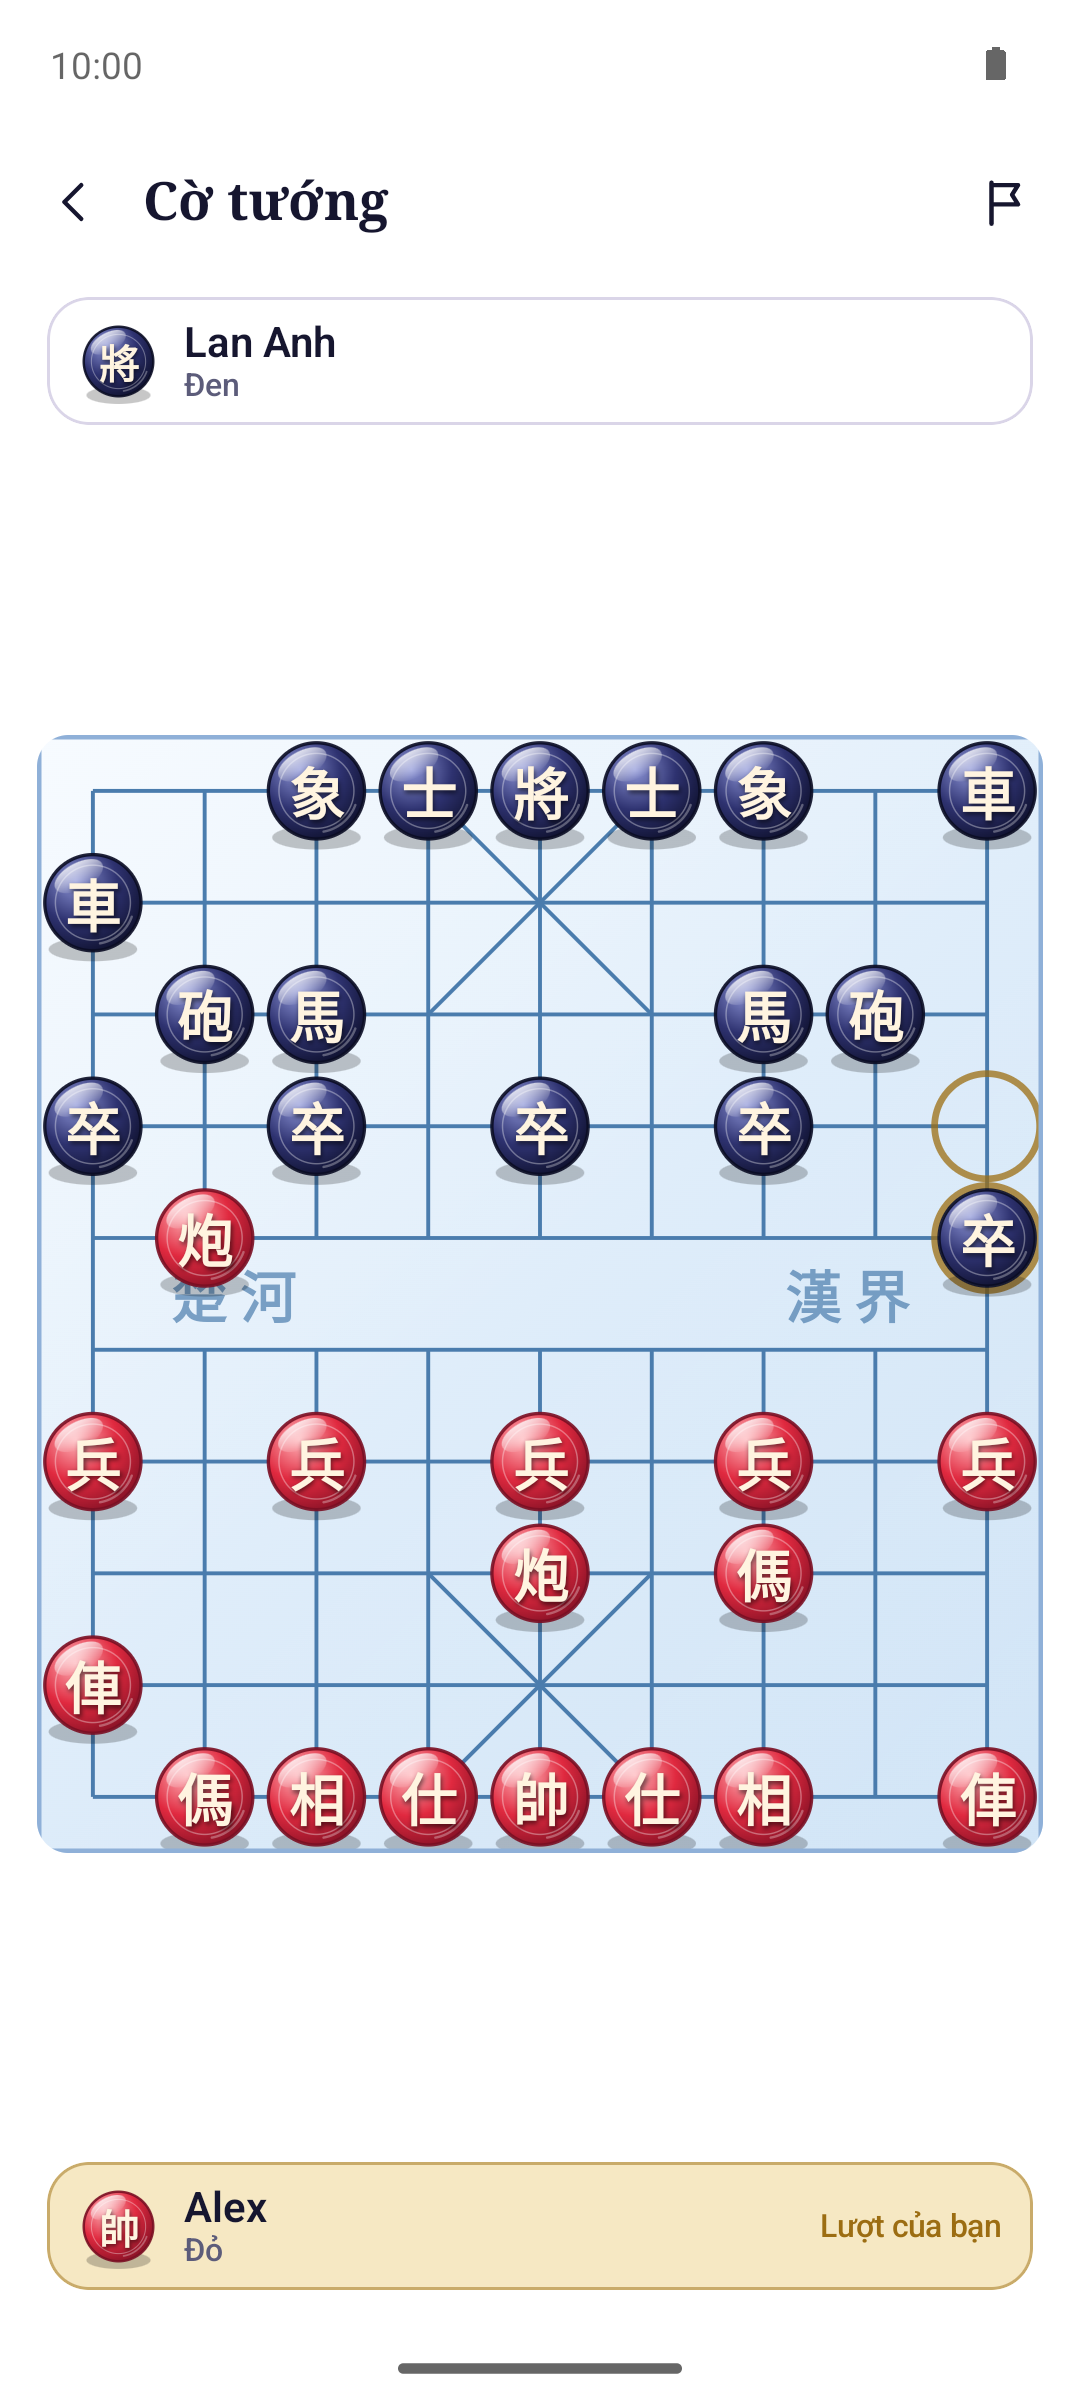 10:00
Cờ tướng
將 Lan Anh
Đen
象 士 將 士 象 車
車
砲 馬 馬 砲
卒 卒 卒 卒
炮 卒
楚河 漢界
兵 兵 兵 兵 兵
炮 傌
俥
傌 相 仕 帥 仕 相 俥
帥 Alex
Đỏ
Lượt của bạn